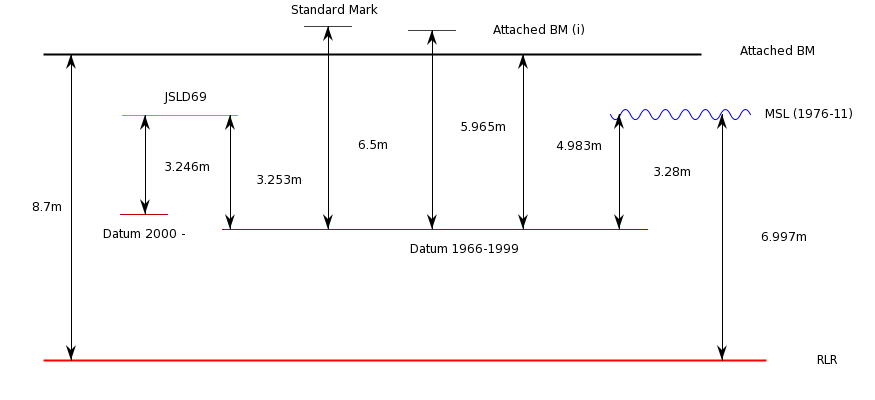 Standard Mark
Attached BM (i)
Attached BM
JSLD69
MSL (1976-11)
5.965m
6.5m
4.983m
3.246m
3.28m
3.253m
8.7m
Datum 2000 -
6.997m
Datum 1966-1999
RLR